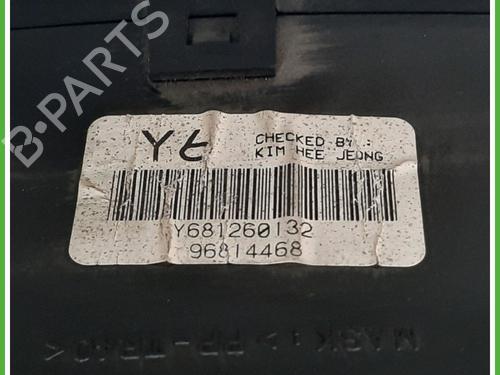 B-PARTS
Y6
CHECKED BY :
KIM HEE JEONG
Y681260132
96814468